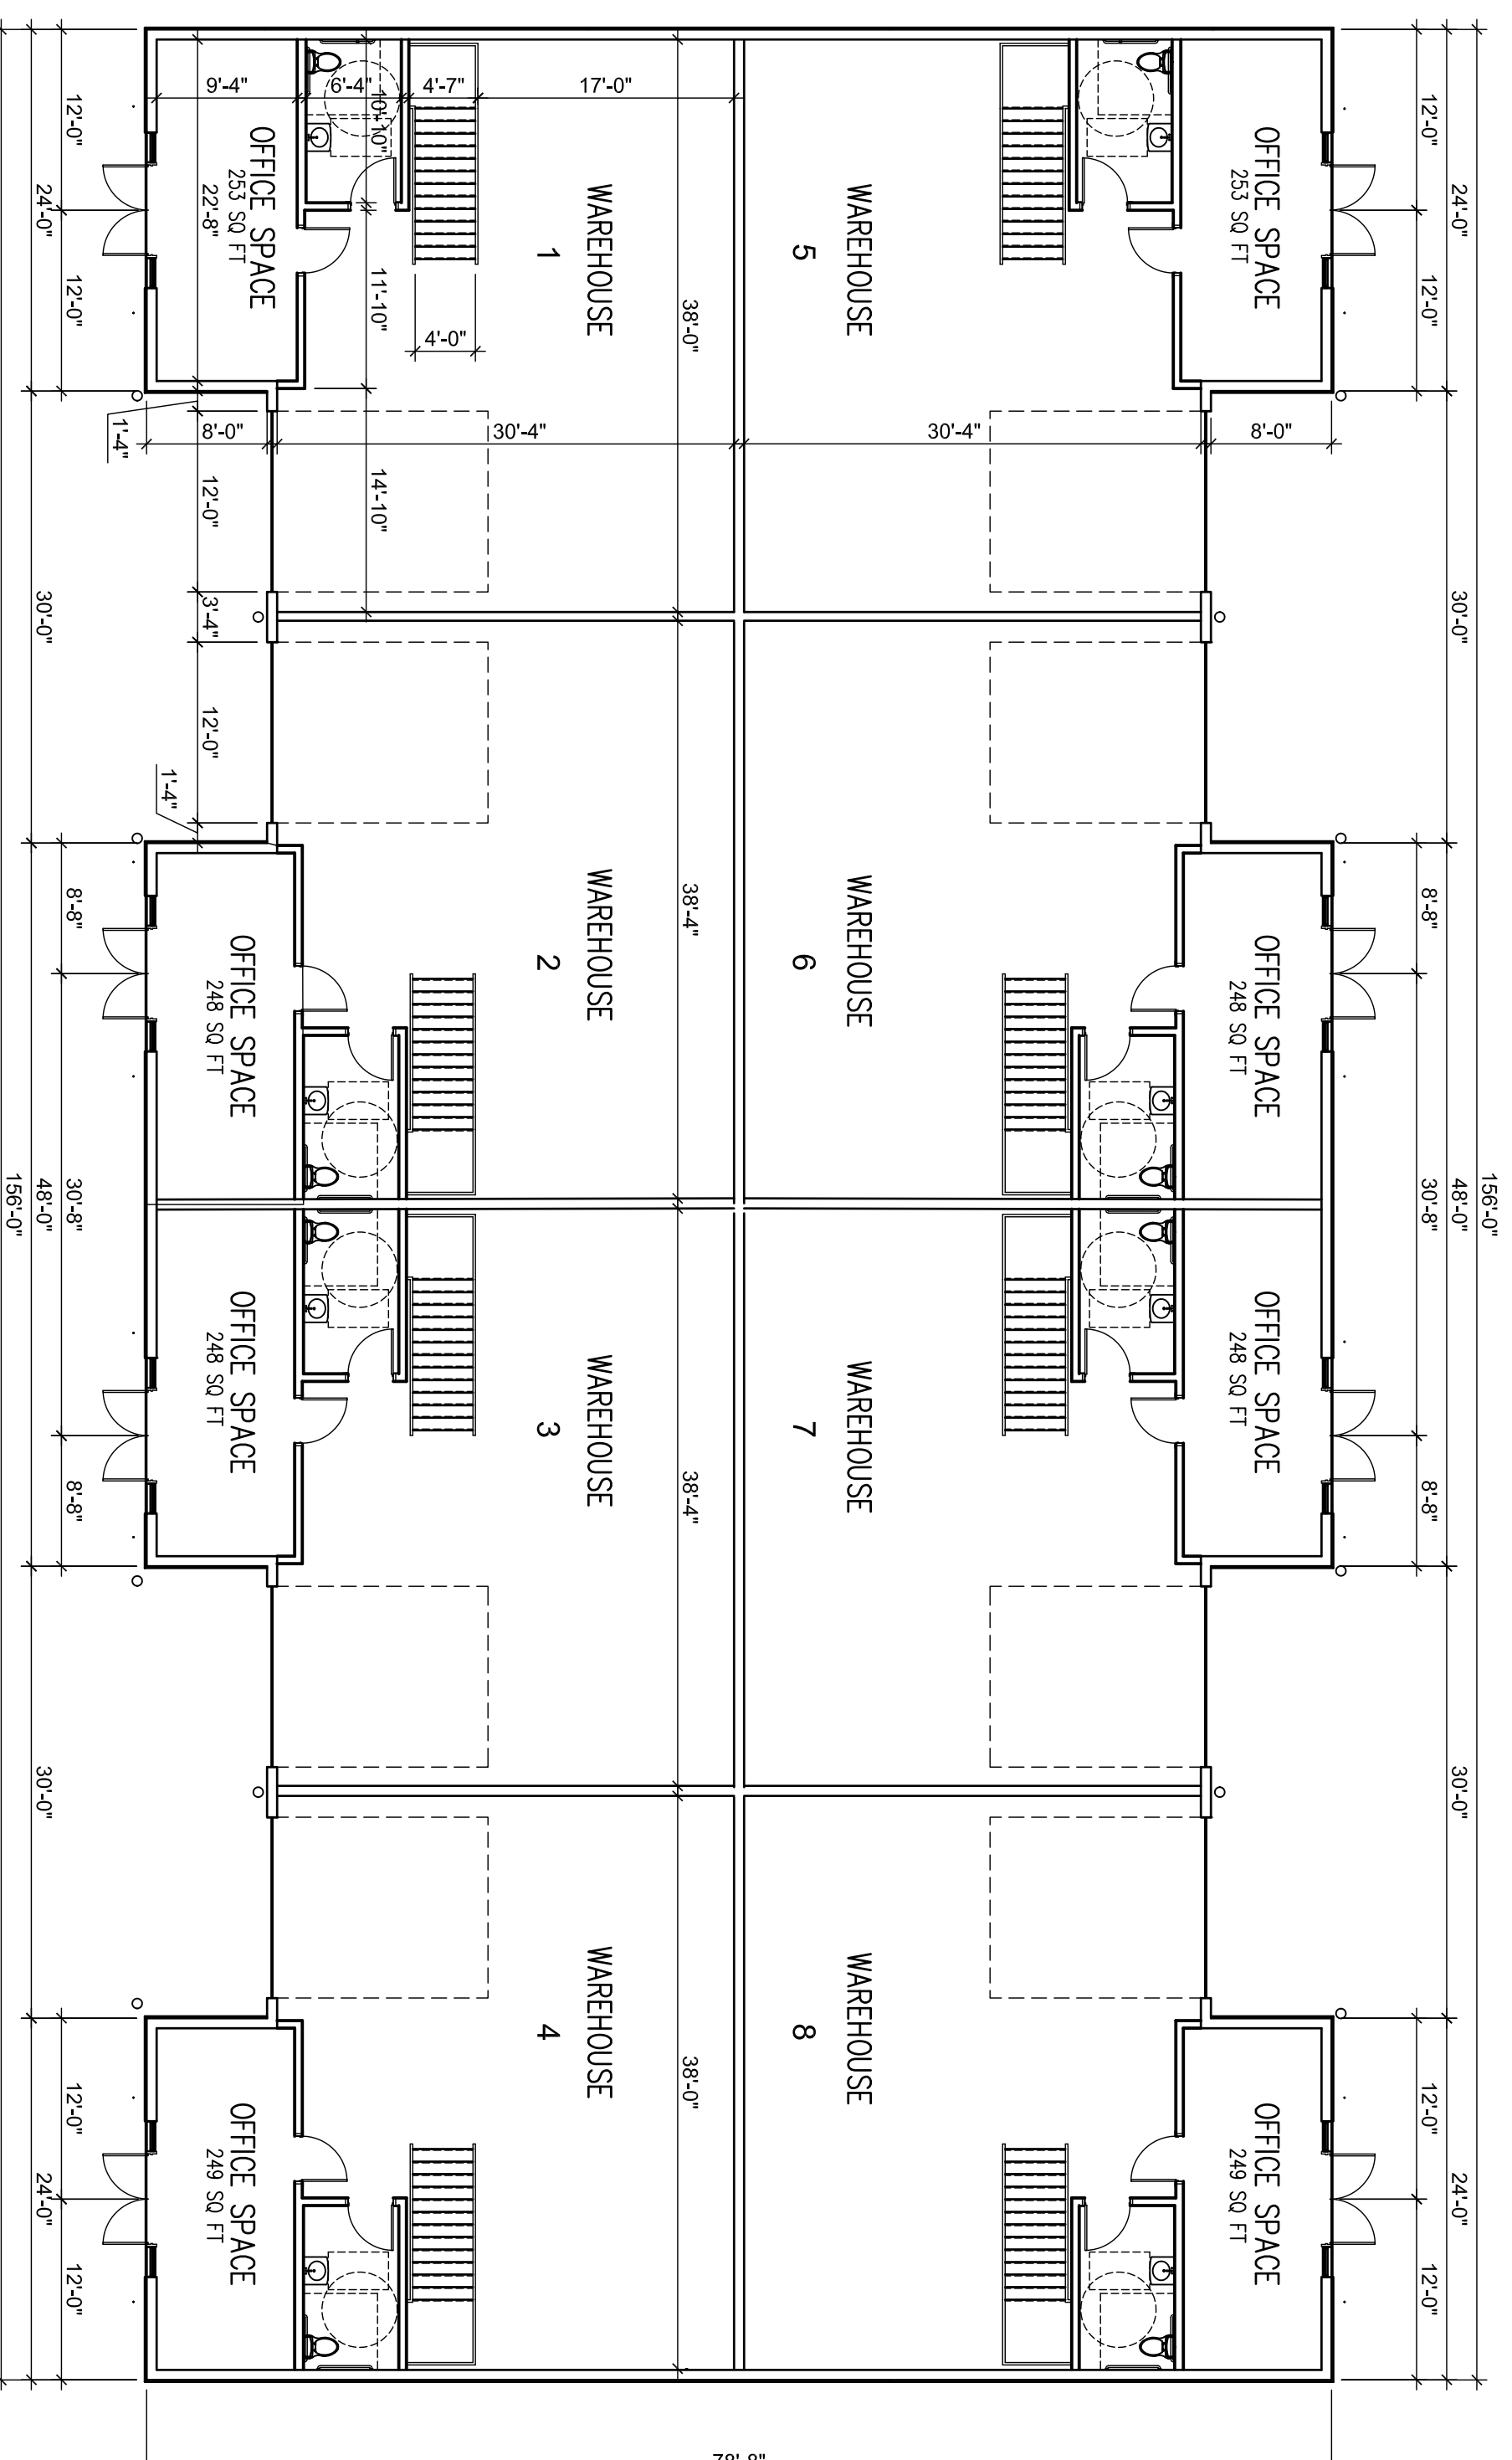 156'-0"
24'-0" 30'-0" 48'-0" 30'-0" 24'-0"
12'-0" 12'-0" 8'-8" 30'-8" 8'-8" 12'-0" 12'-0"
8'-0"
OFFICE SPACE OFFICE SPACE OFFICE SPACE OFFICE SPACE
253 SQ FT 248 SQ FT 248 SQ FT 249 SQ FT
30'-4"
WAREHOUSE WAREHOUSE WAREHOUSE WAREHOUSE
5 6 7 8
78'-8"
38'-0" 38'-4" 38'-4" 38'-0"
17'-0"
WAREHOUSE WAREHOUSE WAREHOUSE WAREHOUSE
1 2 3 4
30'-4"
4'-7" 4'-0"
10'-10" 11'-10" 14'-10"
6'-4"
OFFICE SPACE OFFICE SPACE OFFICE SPACE OFFICE SPACE
253 SQ FT 248 SQ FT 248 SQ FT 249 SQ FT
9'-4" 8'-0"
22'-8" 12'-0" 3'-4" 12'-0"
1'-4" 1'-4"
12'-0" 12'-0" 8'-8" 30'-8" 8'-8" 12'-0" 12'-0"
24'-0" 30'-0" 48'-0" 30'-0" 24'-0"
156'-0"